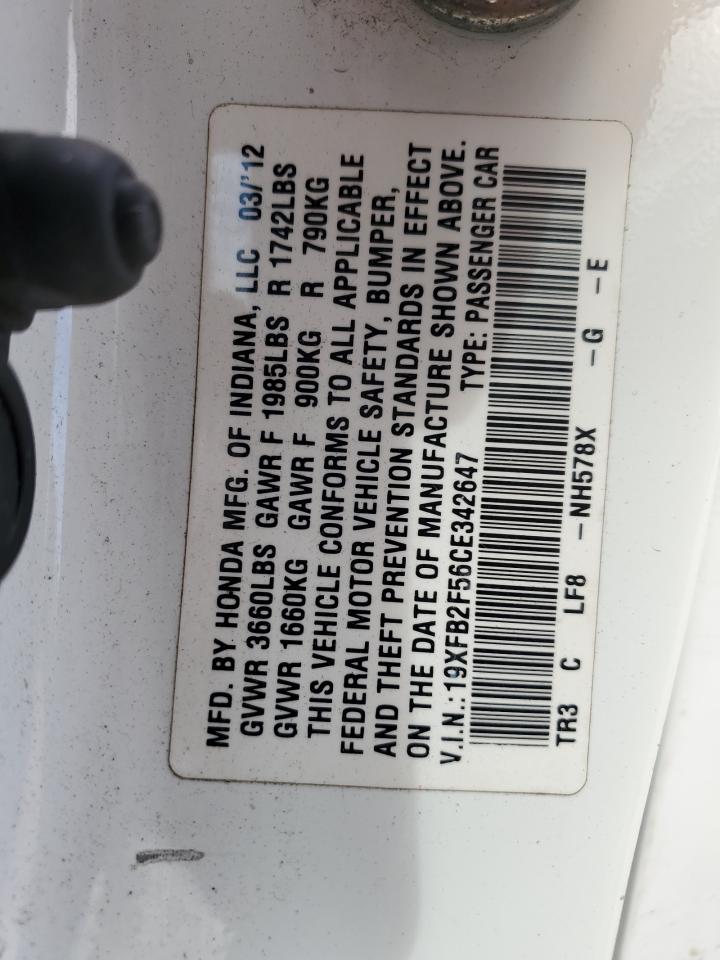 MFD. BY HONDA MFG. OF INDIANA, LLC 03/'12
GVWR 3660LBS GAWR F 1985LBS R 1742LBS
GVWR 1660KG GAWR F 900KG R 790KG
THIS VEHICLE CONFORMS TO ALL APPLICABLE
FEDERAL MOTOR VEHICLE SAFETY, BUMPER,
AND THEFT PREVENTION STANDARDS IN EFFECT
ON THE DATE OF MANUFACTURE SHOWN ABOVE.
V.I.N.: 19XFB2F56CE342647 TYPE: PASSENGER CAR
TR3 C LF8 -NH578X -G -E